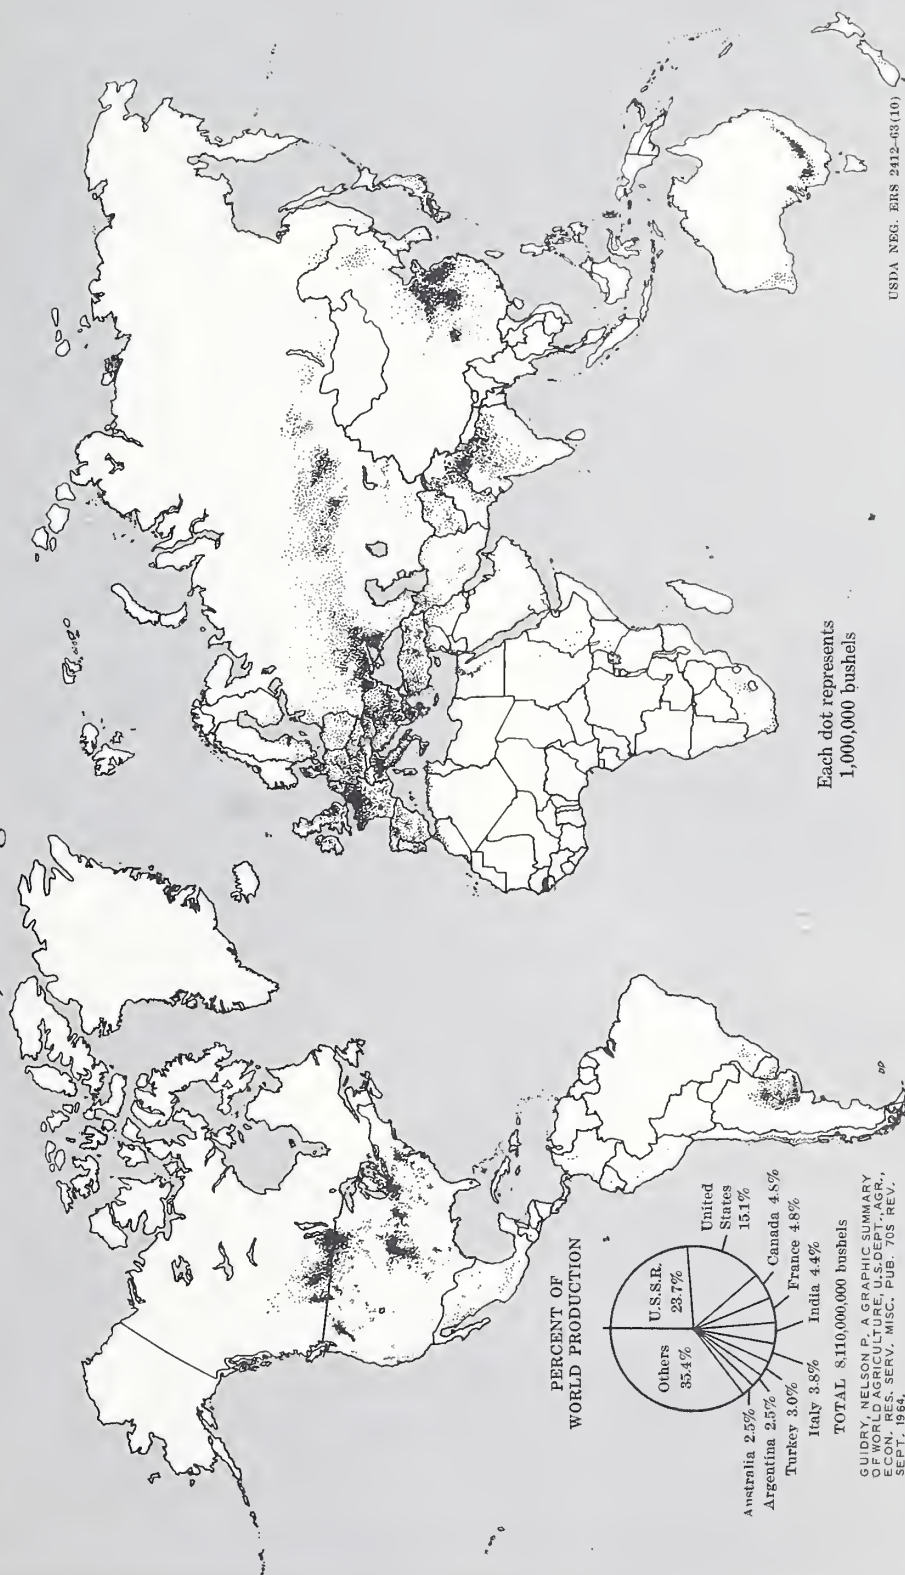 PERCENT OF
WORLD PRODUCTION
Others
35.4%
U.S.S.R.
23.7%
United
States
15.1%
Canada 4.8%
France 4.8%
India 4.4%
Italy 3.8%
Turkey 3.0%
Argentina 2.5%
Australia 2.5%
TOTAL 8,110,000,000 bushels
GUIDRY, NELSON P. A GRAPHIC SUMMARY
OF WORLD AGRICULTURE, U.S. DEPT., AGR.,
ECON. RES. SERV. MISC. PUB. 705 REV.
SEPT. 1964.
Each dot represents
1,000,000 bushels
USDA NEG. ERS 2412-63(10)